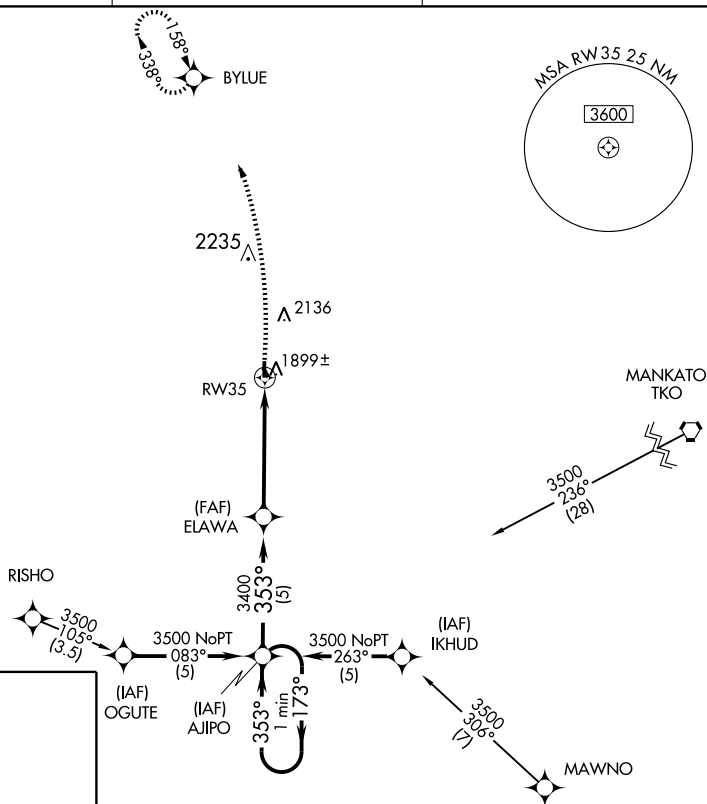 158°
338°
BYLUE
MSA RW35 25 NM
3600
2235
2136
1899±
RW35
MANKATO
TKO
3500
236°
(28)
(FAF)
ELAWA
3400
353°
(5)
RISHO
3500
105°
(3.5)
3500 NoPT
083°
(5)
3500 NoPT
263°
(5)
(IAF)
IKHUD
(IAF)
OGUTE
(IAF)
AJIPO
353°
1 min
173°
3500
306°
(7)
MAWNO